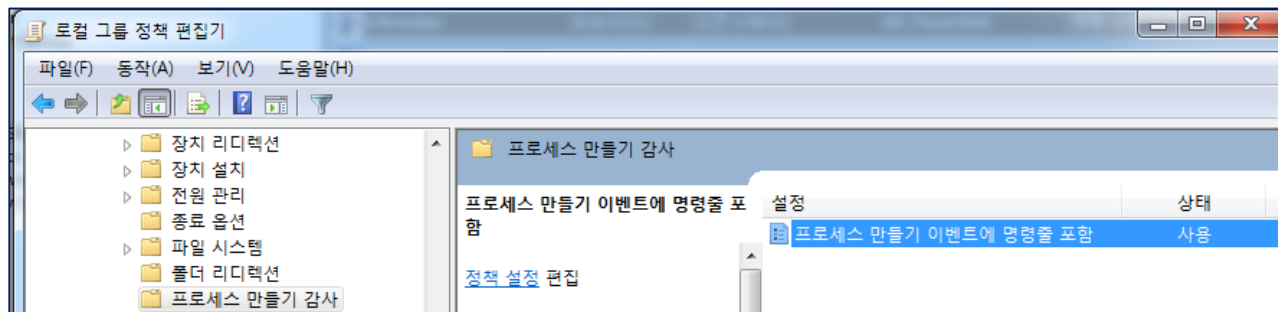 로컬 그룹 정책 편집기
파일(F) 동작(A) 보기(V) 도움말(H)
장치 리디렉션
장치 설치
전원 관리
종료 옵션
파일 시스템
폴더 리디렉션
프로세스 만들기 감사
프로세스 만들기 감사
프로세스 만들기 이벤트에 명령줄 포
함
정책 설정 편집
설정 상태
프로세스 만들기 이벤트에 명령줄 포함 사용